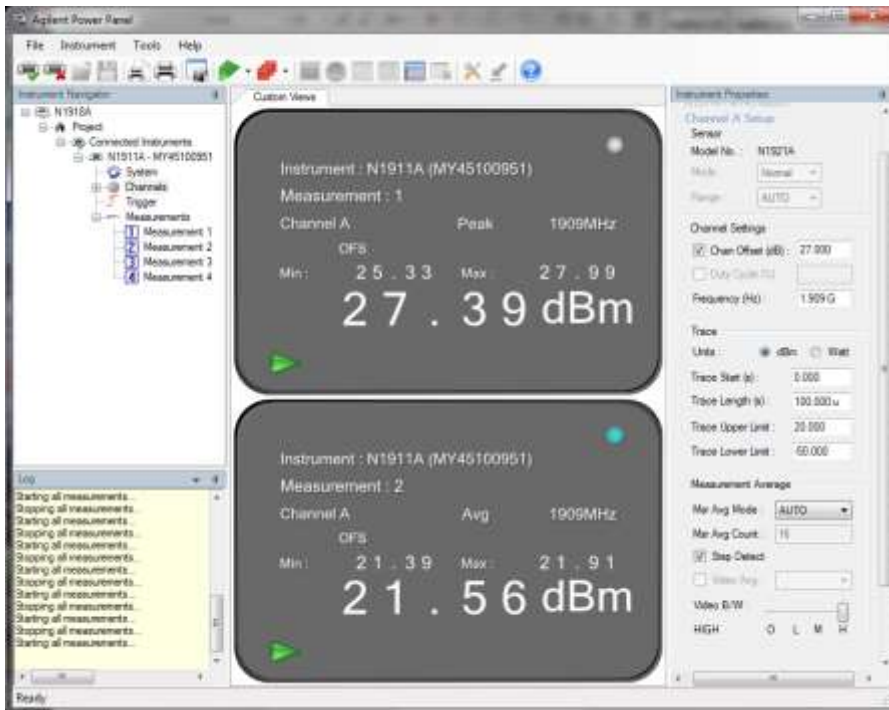 Agilent Power Panel
File Instrument Tools Help
Instrument Navigator
N1918A
Project
Connected Instruments
N1911A - MY45100951
System
Channels
Trigger
Measurements
1 Measurement 1
2 Measurement 2
3 Measurement 3
4 Measurement 4
Log
Starting all measurements...
Stopping all measurements...
Starting all measurements...
Stopping all measurements...
Starting all measurements...
Stopping all measurements...
Starting all measurements...
Stopping all measurements...
Starting all measurements...
Stopping all measurements...
Starting all measurements...
Stopping all measurements...
Starting all measurements...
Custom Views
Instrument : N1911A (MY45100951)
Measurement : 1
Channel A Peak 1909MHz
OFS
Min : 25.33 Max : 27.99
27.39 dBm
Instrument : N1911A (MY45100951)
Measurement : 2
Channel A Avg 1909MHz
OFS
Min : 21.39 Max : 21.91
21.56 dBm
Instrument Properties
Channel A Setup
Sensor
Model No. : N1921A
Mode : Normal
Range : AUTO
Channel Settings
Chan Offset (dB) : 27.000
Duty Cycle (%) :
Frequency (Hz) : 1.909 G
Trace
Units : dBm Watt
Trace Start (s) : 0.000
Trace Length (s) : 100.000 u
Trace Upper Limit : 20.000
Trace Lower Limit : -50.000
Measurement Average
Mar Avg Mode : AUTO
Mar Avg Count : 16
Step Detect
Video Avg :
Video B/W
HIGH O L M H
Ready